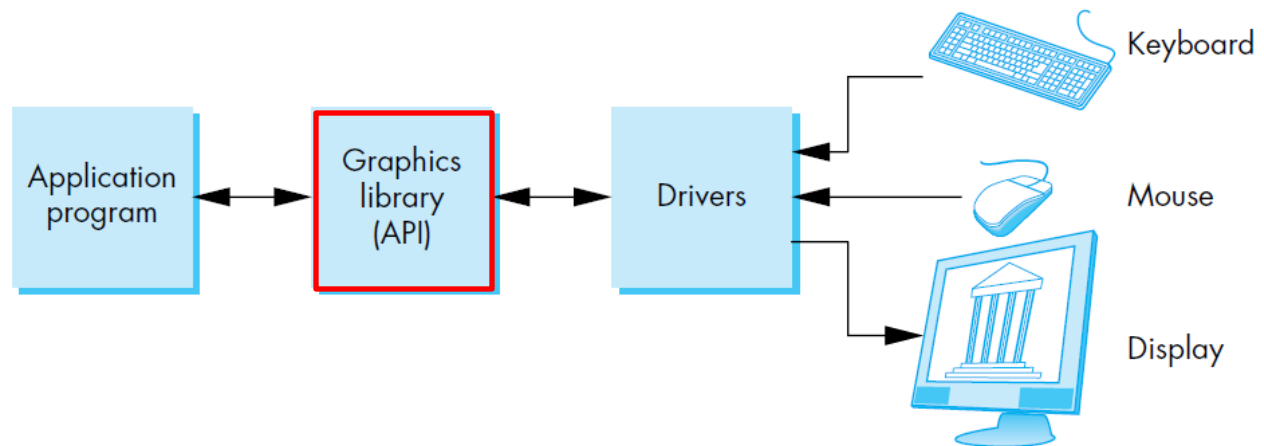 Application
program
Graphics
library
(API)
Drivers
Keyboard
Mouse
Display